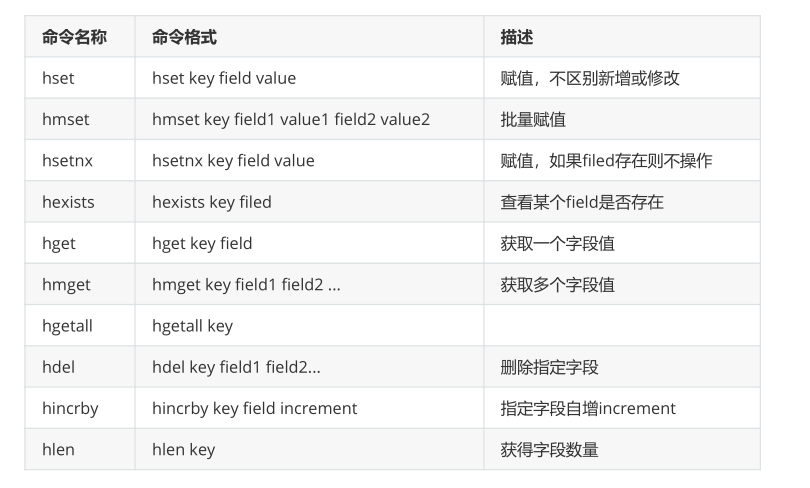 命令名称 命令格式 描述
hset hset key field value 赋值，不区别新增或修改
hmset hmset key field1 value1 field2 value2 批量赋值
hsetnx hsetnx key field value 赋值，如果filed存在则不操作
hexists hexists key filed 查看某个field是否存在
hget hget key field 获取一个字段值
hmget hmget key field1 field2 ... 获取多个字段值
hgetall hgetall key
hdel hdel key field1 field2... 删除指定字段
hincrby hincrby key field increment 指定字段自增increment
hlen hlen key 获得字段数量